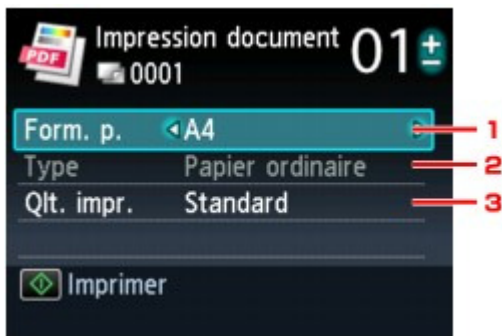 PDF Impression document 01 ±
0001
Form. p. A4 1
Type Papier ordinaire 2
Qlt. impr. Standard 3
Imprimer